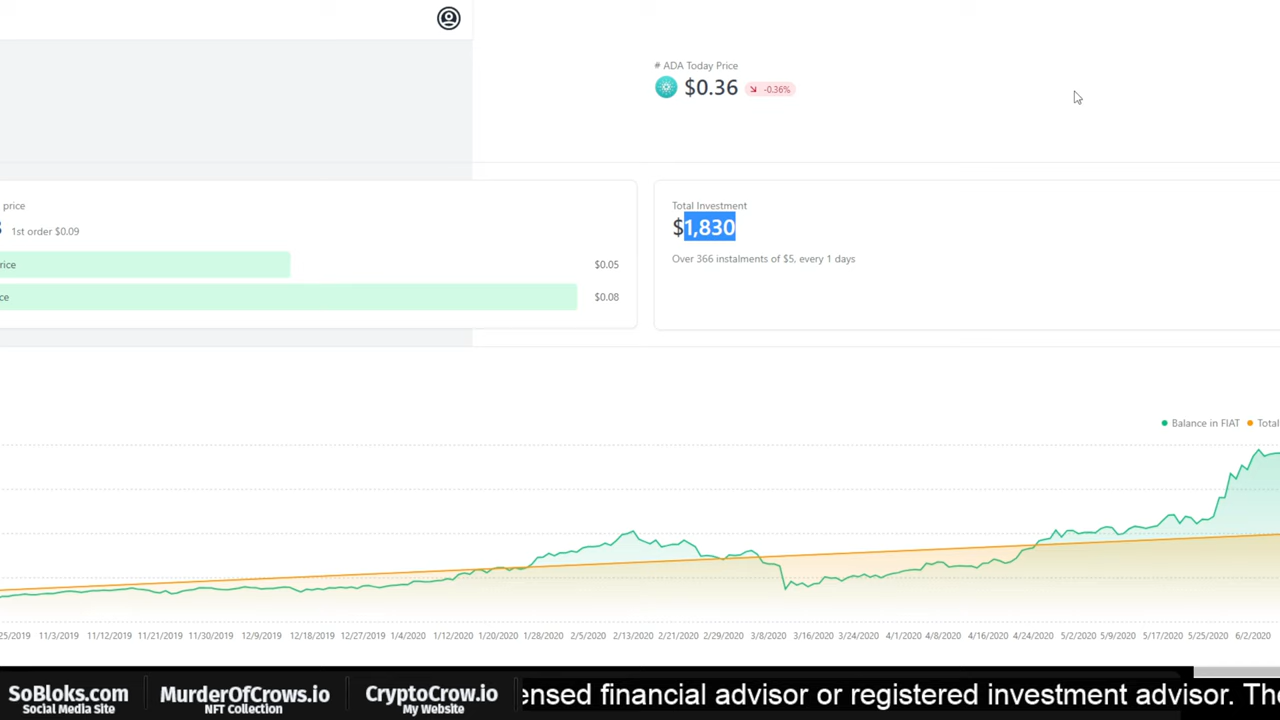 # ADA Today Price
$0.36 -0.36%
price
1st order $0.09
rice $0.05
ce $0.08
Total Investment
$1,830
Over 366 instalments of $5, every 1 days
Balance in FIAT Total
25/2019 11/3/2019 11/12/2019 11/21/2019 11/30/2019 12/9/2019 12/18/2019 12/27/2019 1/4/2020 1/12/2020 1/20/2020 1/28/2020 2/5/2020 2/13/2020 2/21/2020 2/29/2020 3/8/2020 3/16/2020 3/24/2020 4/1/2020 4/8/2020 4/16/2020 4/24/2020 5/2/2020 5/9/2020 5/17/2020 5/25/2020 6/2/2020
SoBloks.com
Social Media Site
MurderOfCrows.io
NFT Collection
CryptoCrow.io
My Website
ensed financial advisor or registered investment advisor. The